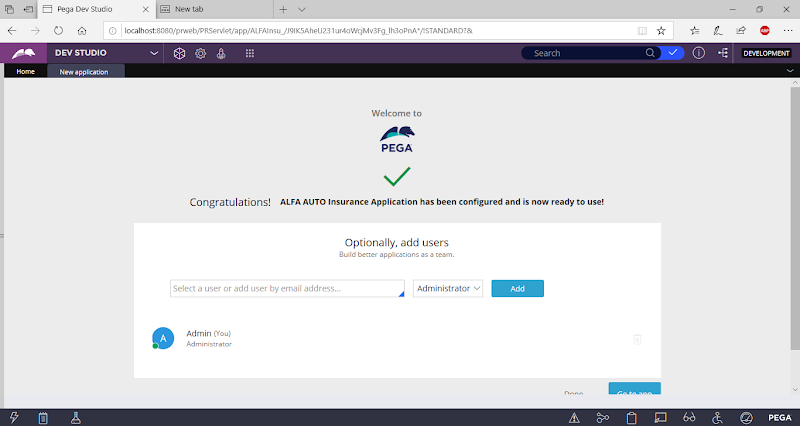 Pega Dev Studio
New tab
localhost:8080/prweb/PRServlet/app/ALFAInsu_/J9IK5AheU231ur4oWcjMv3Fg_lh3oPnA*/!STANDARD?&
ABP
DEV STUDIO
Search
DEVELOPMENT
Home
New application
Welcome to
PEGA
Congratulations! ALFA AUTO Insurance Application has been configured and is now ready to use!
Optionally, add users
Build better applications as a team.
Select a user or add user by email address...
Administrator
Add
A
Admin (You)
Administrator
Done
Go to app
PEGA